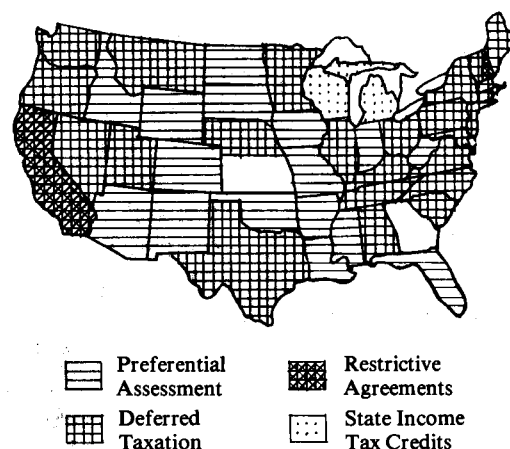 Preferential
Assessment
Restrictive
Agreements
Deferred
Taxation
State Income
Tax Credits